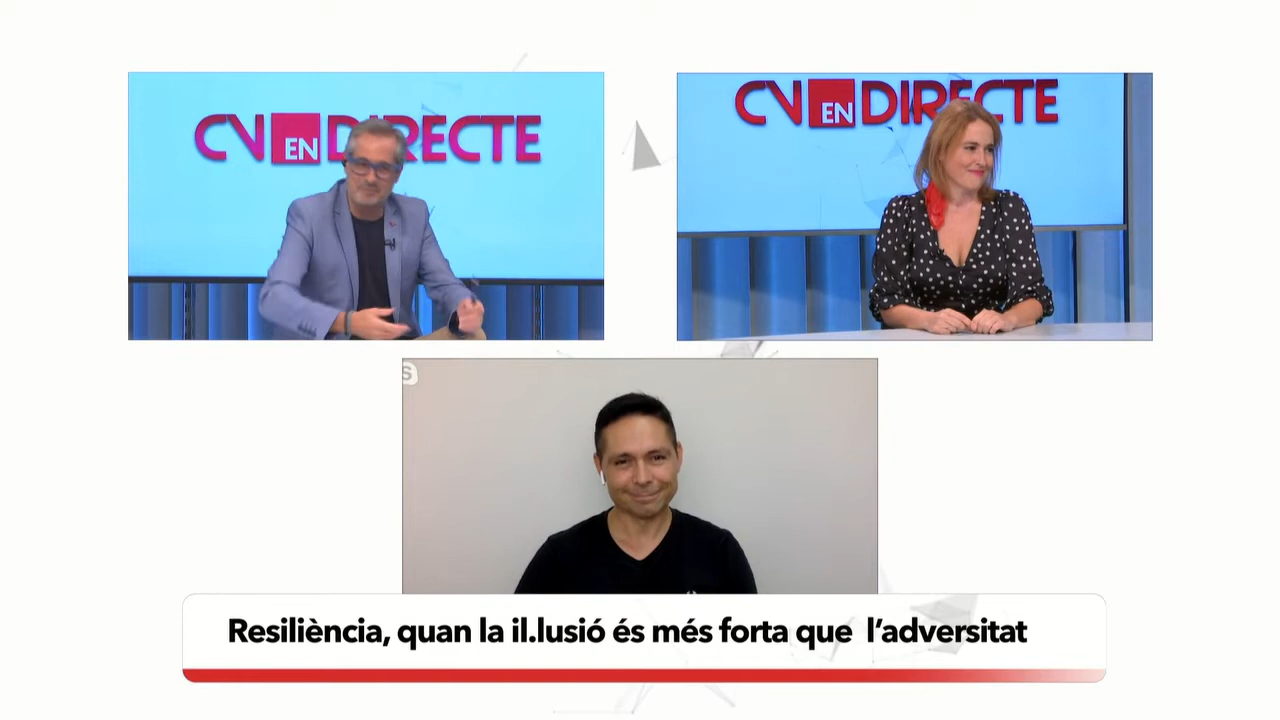 CV EN DIRECTE
CV EN DIRECTE
S
Resiliència, quan la il.lusió és més forta que l'adversitat